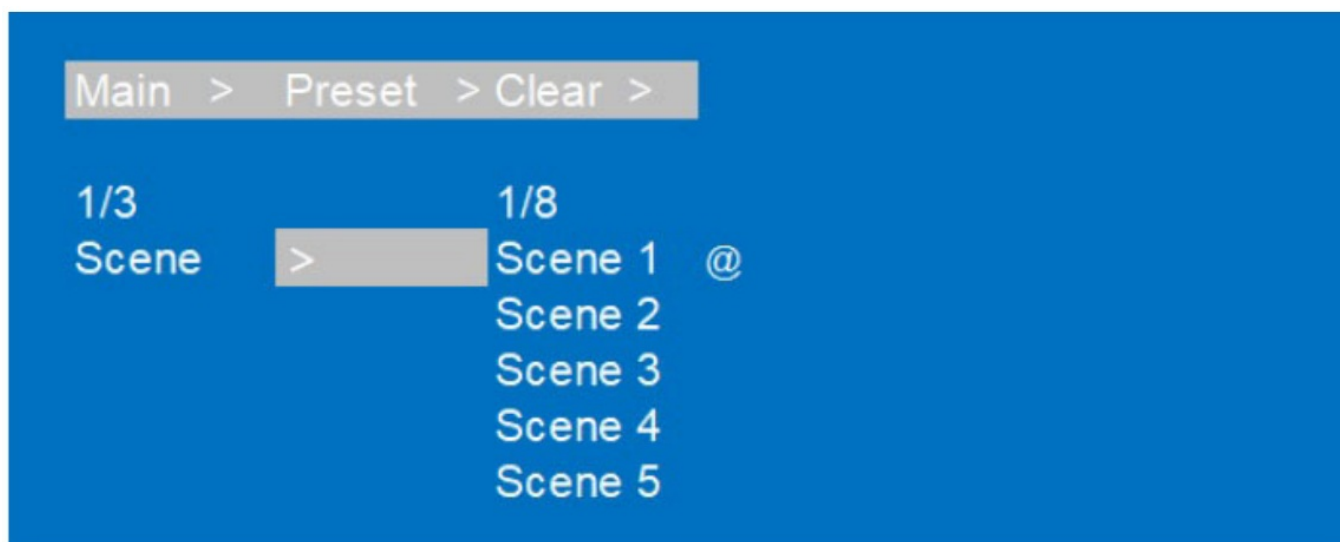 Main > Preset > Clear >
1/3 1/8
Scene > Scene 1 @
Scene 2
Scene 3
Scene 4
Scene 5